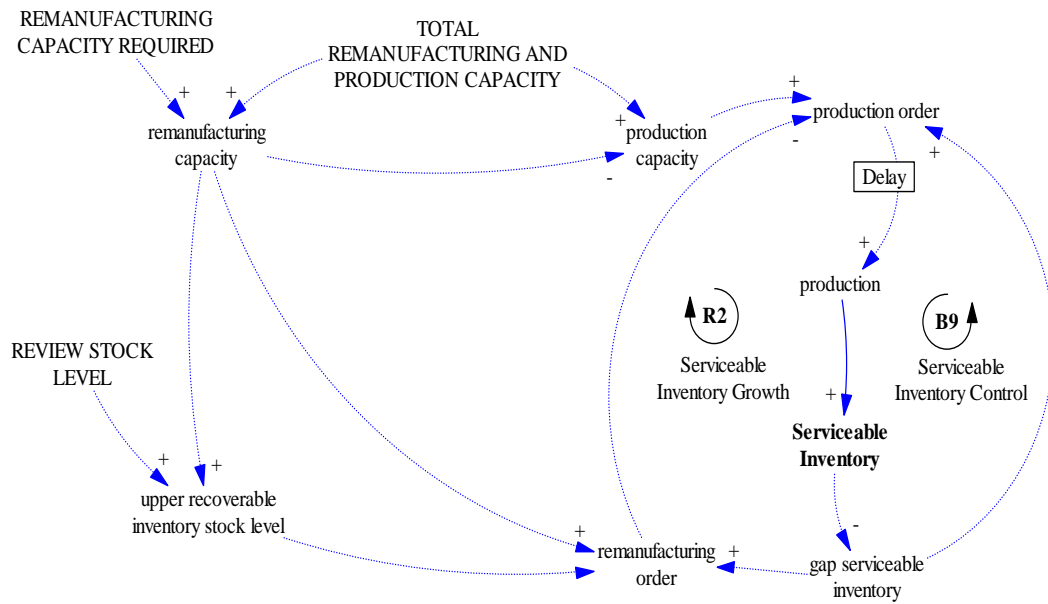 REMANUFACTURING
CAPACITY REQUIRED
TOTAL
REMANUFACTURING AND
PRODUCTION CAPACITY
+
+
+
+
remanufacturing
capacity
+
production
capacity
-
production order
-
+
Delay
+
production
R2
Serviceable
Inventory Growth
B9
Serviceable
Inventory Control
REVIEW STOCK
LEVEL
+
Serviceable
Inventory
+
+
upper recoverable
inventory stock level
-
+
remanufacturing
order
+
gap serviceable
inventory